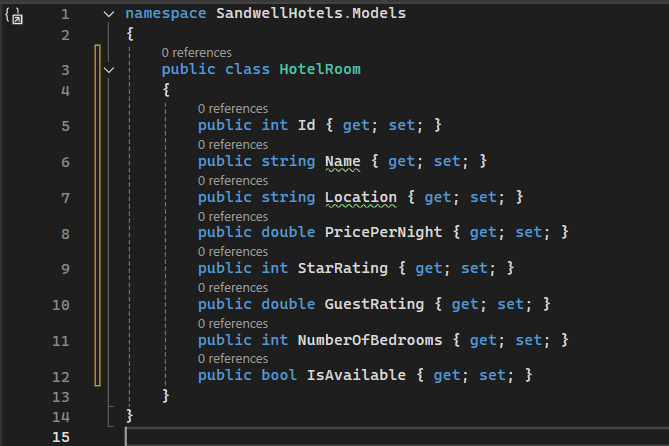 1 namespace SandwellHotels.Models
2 {
0 references
3 public class HotelRoom
4 {
0 references
5 public int Id { get; set; }
0 references
6 public string Name { get; set; }
0 references
7 public string Location { get; set; }
0 references
8 public double PricePerNight { get; set; }
0 references
9 public int StarRating { get; set; }
0 references
10 public double GuestRating { get; set; }
0 references
11 public int NumberOfBedrooms { get; set; }
0 references
12 public bool IsAvailable { get; set; }
13 }
14 }
15